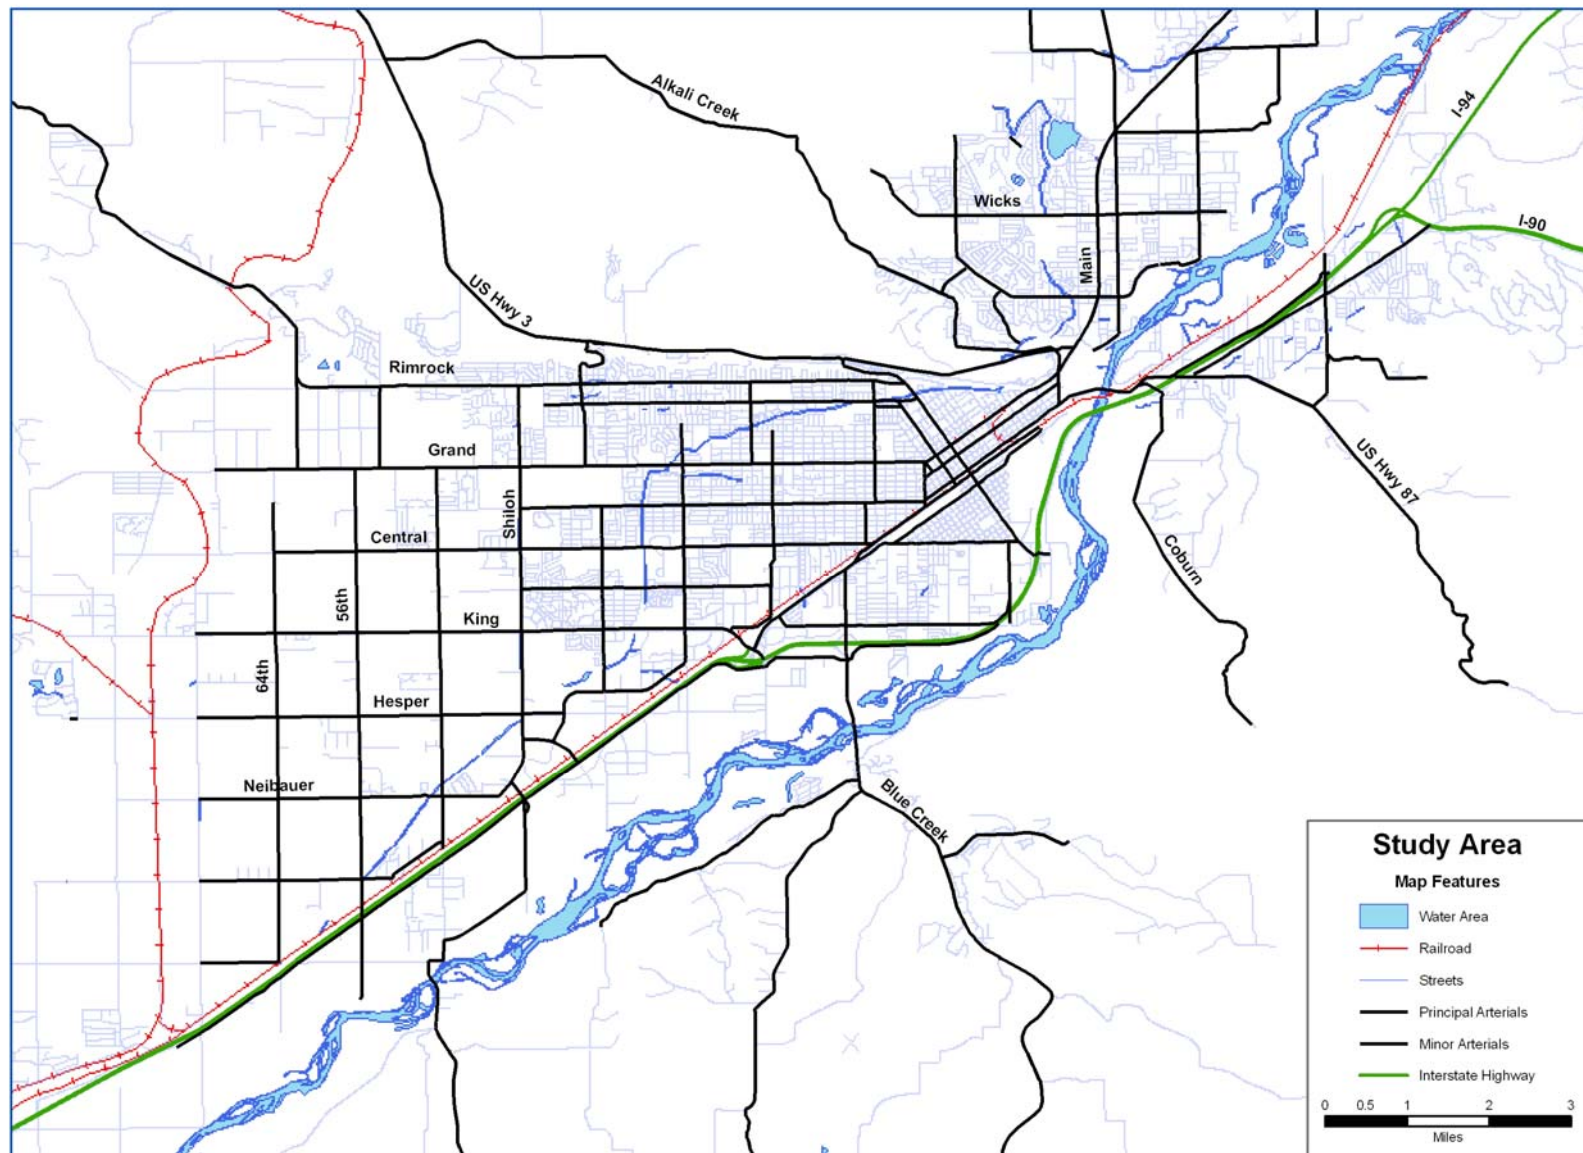 Alkali Creek
I-94
Wicks
I-90
Main
US Hwy 3
Rimrock
Grand
US Hwy 87
Shiloh
Central
Coburn
56th
King
64th
Hesper
Neibauer
Blue Creek
Study Area
Map Features
Water Area
Railroad
Streets
Principal Arterials
Minor Arterials
Interstate Highway
0 0.5 1 2 3
Miles